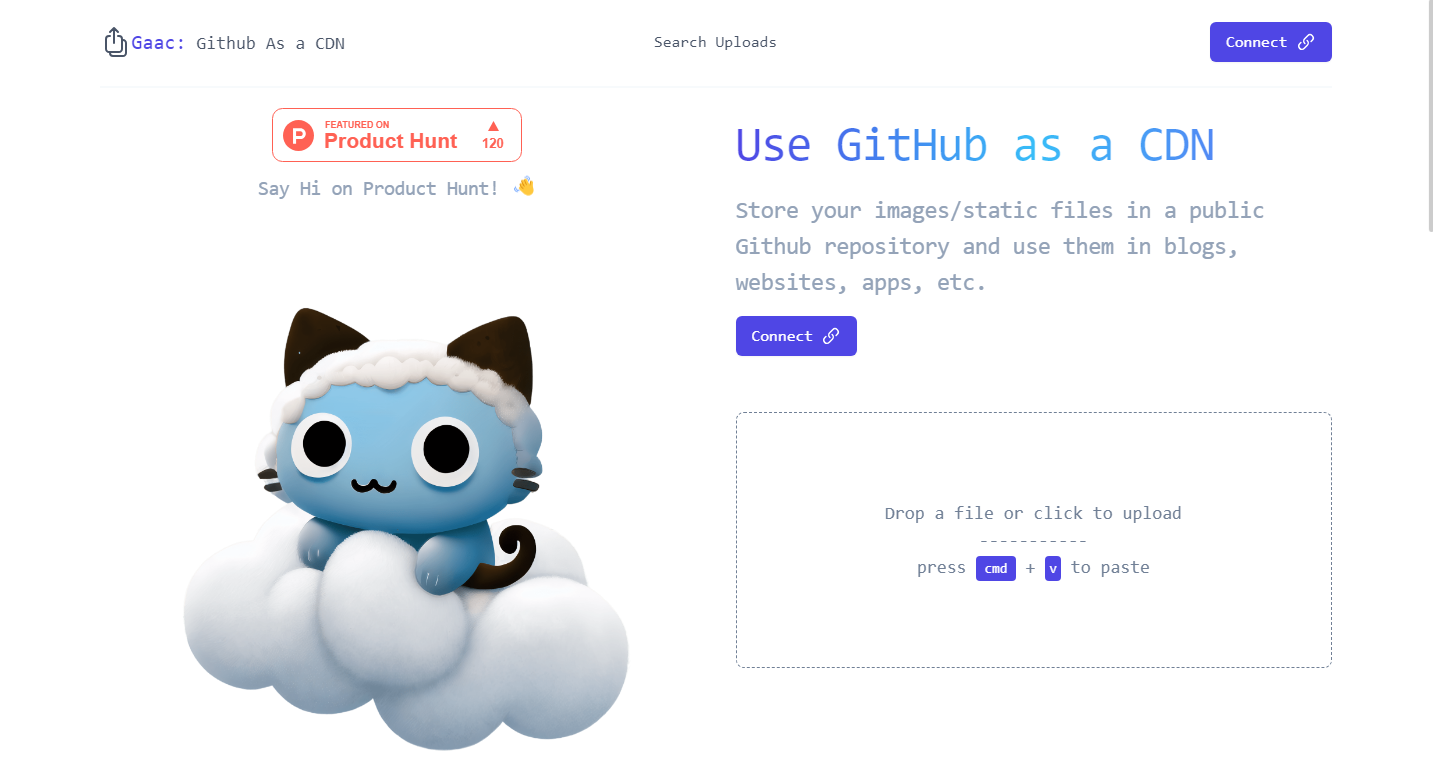 Gaac: Github As a CDN
Search Uploads
Connect
FEATURED ON
Product Hunt
120
Say Hi on Product Hunt! 👋
Use GitHub as a CDN
Store your images/static files in a public
Github repository and use them in blogs,
websites, apps, etc.
Connect
Drop a file or click to upload
-----------
press cmd + v to paste